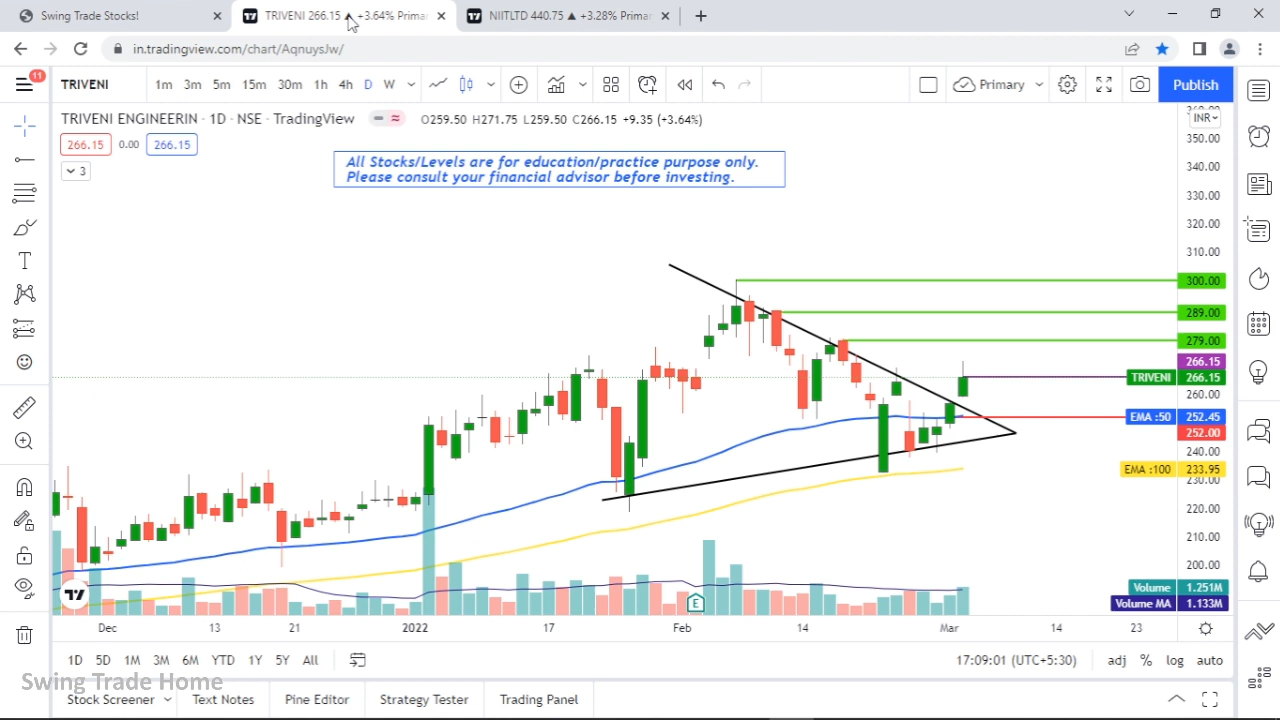 Swing Trade Stocks!
TRIVENI 266.15 ▲ +3.64% Primar
NIITLTD 440.75 ▲ +3.28% Primar
in.tradingview.com/chart/AqnuysJw/
11
TRIVENI
1m 3m 5m 15m 30m 1h 4h D W
Primary
Publish
TRIVENI ENGINEERIN · 1D · NSE · TradingView
O259.50 H271.75 L259.50 C266.15 +9.35 (+3.64%)
INR
266.15 0.00 266.15
3
All Stocks/Levels are for education/practice purpose only.
Please consult your financial advisor before investing.
350.00
340.00
330.00
320.00
310.00
300.00
289.00
279.00
266.15
TRIVENI 266.15
260.00
EMA :50 252.45
252.00
240.00
EMA :100 233.95
230.00
220.00
210.00
200.00
Volume 1.251M
Volume MA 1.133M
E
Dec 13 21 2022 17 Feb 14 Mar 14 23
1D 5D 1M 3M 6M YTD 1Y 5Y All
17:09:01 (UTC+5:30) adj % log auto
Swing Trade Home
Stock Screener Text Notes Pine Editor Strategy Tester Trading Panel